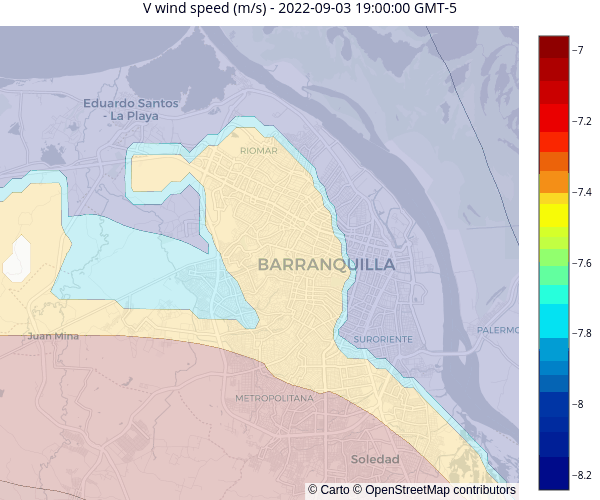 V wind speed (m/s) - 2022-09-03 19:00:00 GMT-5
Eduardo Santos
- La Playa
RIOMAR
BARRANQUILLA
Juan Mina
SURORIENTE
PALERMO
METROPOLITANA
Soledad
© Carto © OpenStreetMap contributors
−7
−7.2
−7.4
−7.6
−7.8
−8
−8.2